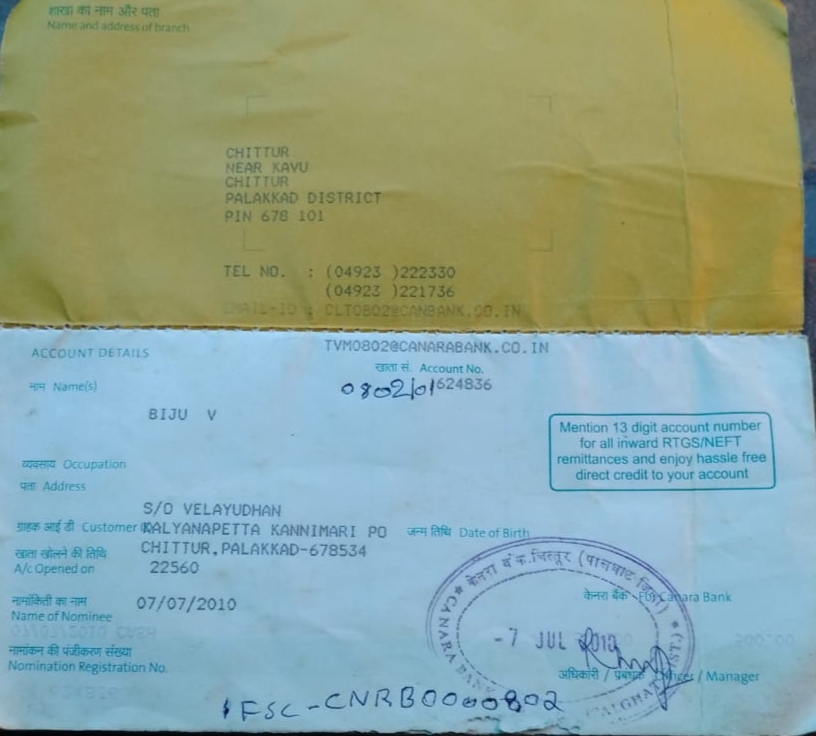 शाखा का नाम और पता
Name and address of branch
CHITTUR
NEAR KAVU
CHITTUR
PALAKKAD DISTRICT
PIN 678 101
TEL NO. : (04923 )222330
(04923 )221736
EMAIL-ID : CLT0802@CANBANK.CO.IN
TVM0802@CANARABANK.CO.IN
ACCOUNT DETAILS
खाता सं. Account No.
नाम Name(s)
0802/01624836
BIJU V
Mention 13 digit account number
for all inward RTGS/NEFT
remittances and enjoy hassle free
direct credit to your account
व्यवसाय Occupation
पता Address
S/O VELAYUDHAN
ग्राहक आई डी Customer ID KALYANAPETTA KANNIMARI PO जन्म तिथि Date of Birth
खाता खोलने की तिथि CHITTUR,PALAKKAD-678534
A/c Opened on 22560
नामांकिती का नाम 07/07/2010
Name of Nominee
केनरा बैंक For Canara Bank
केनरा बैंक
CANARA BANK
- 7 JUL 2010
नामांकन की पंजीकरण संख्या
Nomination Registration No.
अधिकारी / प्रबंधक Officer / Manager
IFSC-CNRB0000802